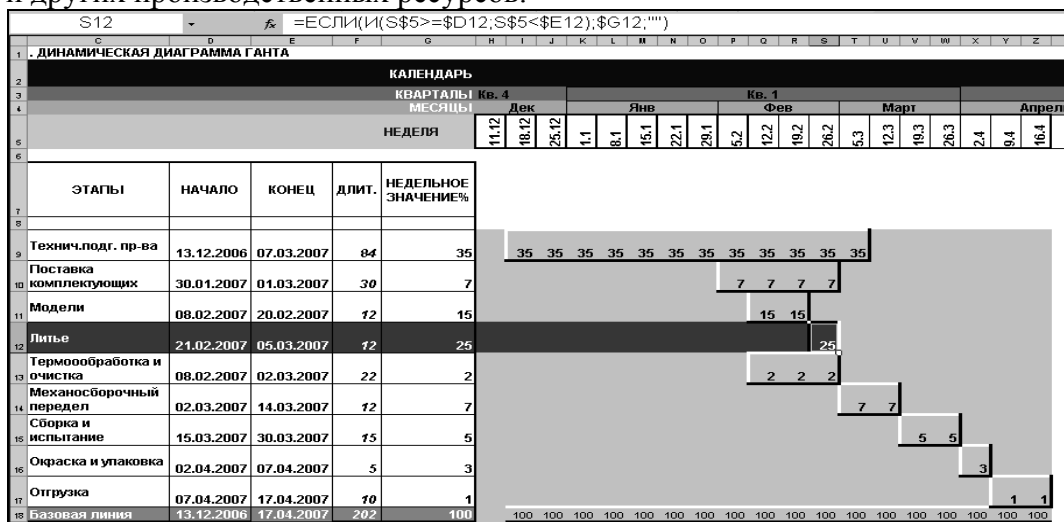 и других производственных ресурсов.
S12 fx =ЕСЛИ(И(S$5>=$D12;S$5<$E12);$G12;"")
C D E F G H I J K L M N O P Q R S T U V W X Y Z
1 . ДИНАМИЧЕСКАЯ ДИАГРАММА ГАНТА
2 КАЛЕНДАРЬ
3 КВАРТАЛЫ Кв. 4 Кв. 1
4 МЕСЯЦЫ Дек Янв Фев Март Апрел
5 НЕДЕЛЯ 11.12 18.12 25.12 1.1 8.1 15.1 22.1 29.1 5.2 12.2 19.2 26.2 5.3 12.3 19.3 26.3 2.4 9.4 16.4
6
7 ЭТАПЫ НАЧАЛО КОНЕЦ ДЛИТ. НЕДЕЛЬНОЕ ЗНАЧЕНИЕ%
8
9 Технич.подг. пр-ва 13.12.2006 07.03.2007 84 35 35 35 35 35 35 35 35 35 35 35 35 35
10 Поставка комплектующих 30.01.2007 01.03.2007 30 7 7 7 7 7
11 Модели 08.02.2007 20.02.2007 12 15 15 15
12 Литье 21.02.2007 05.03.2007 12 25 25
13 Термоообработка и очистка 08.02.2007 02.03.2007 22 2 2 2 2
14 Механосборочный передел 02.03.2007 14.03.2007 12 7 7 7
15 Сборка и испытание 15.03.2007 30.03.2007 15 5 5 5
16 Окраска и упаковка 02.04.2007 07.04.2007 5 3 3
17 Отгрузка 07.04.2007 17.04.2007 10 1 1 1
18 Базовая линия 13.12.2006 17.04.2007 202 100 100 100 100 100 100 100 100 100 100 100 100 100 100 100 100 100 100 100